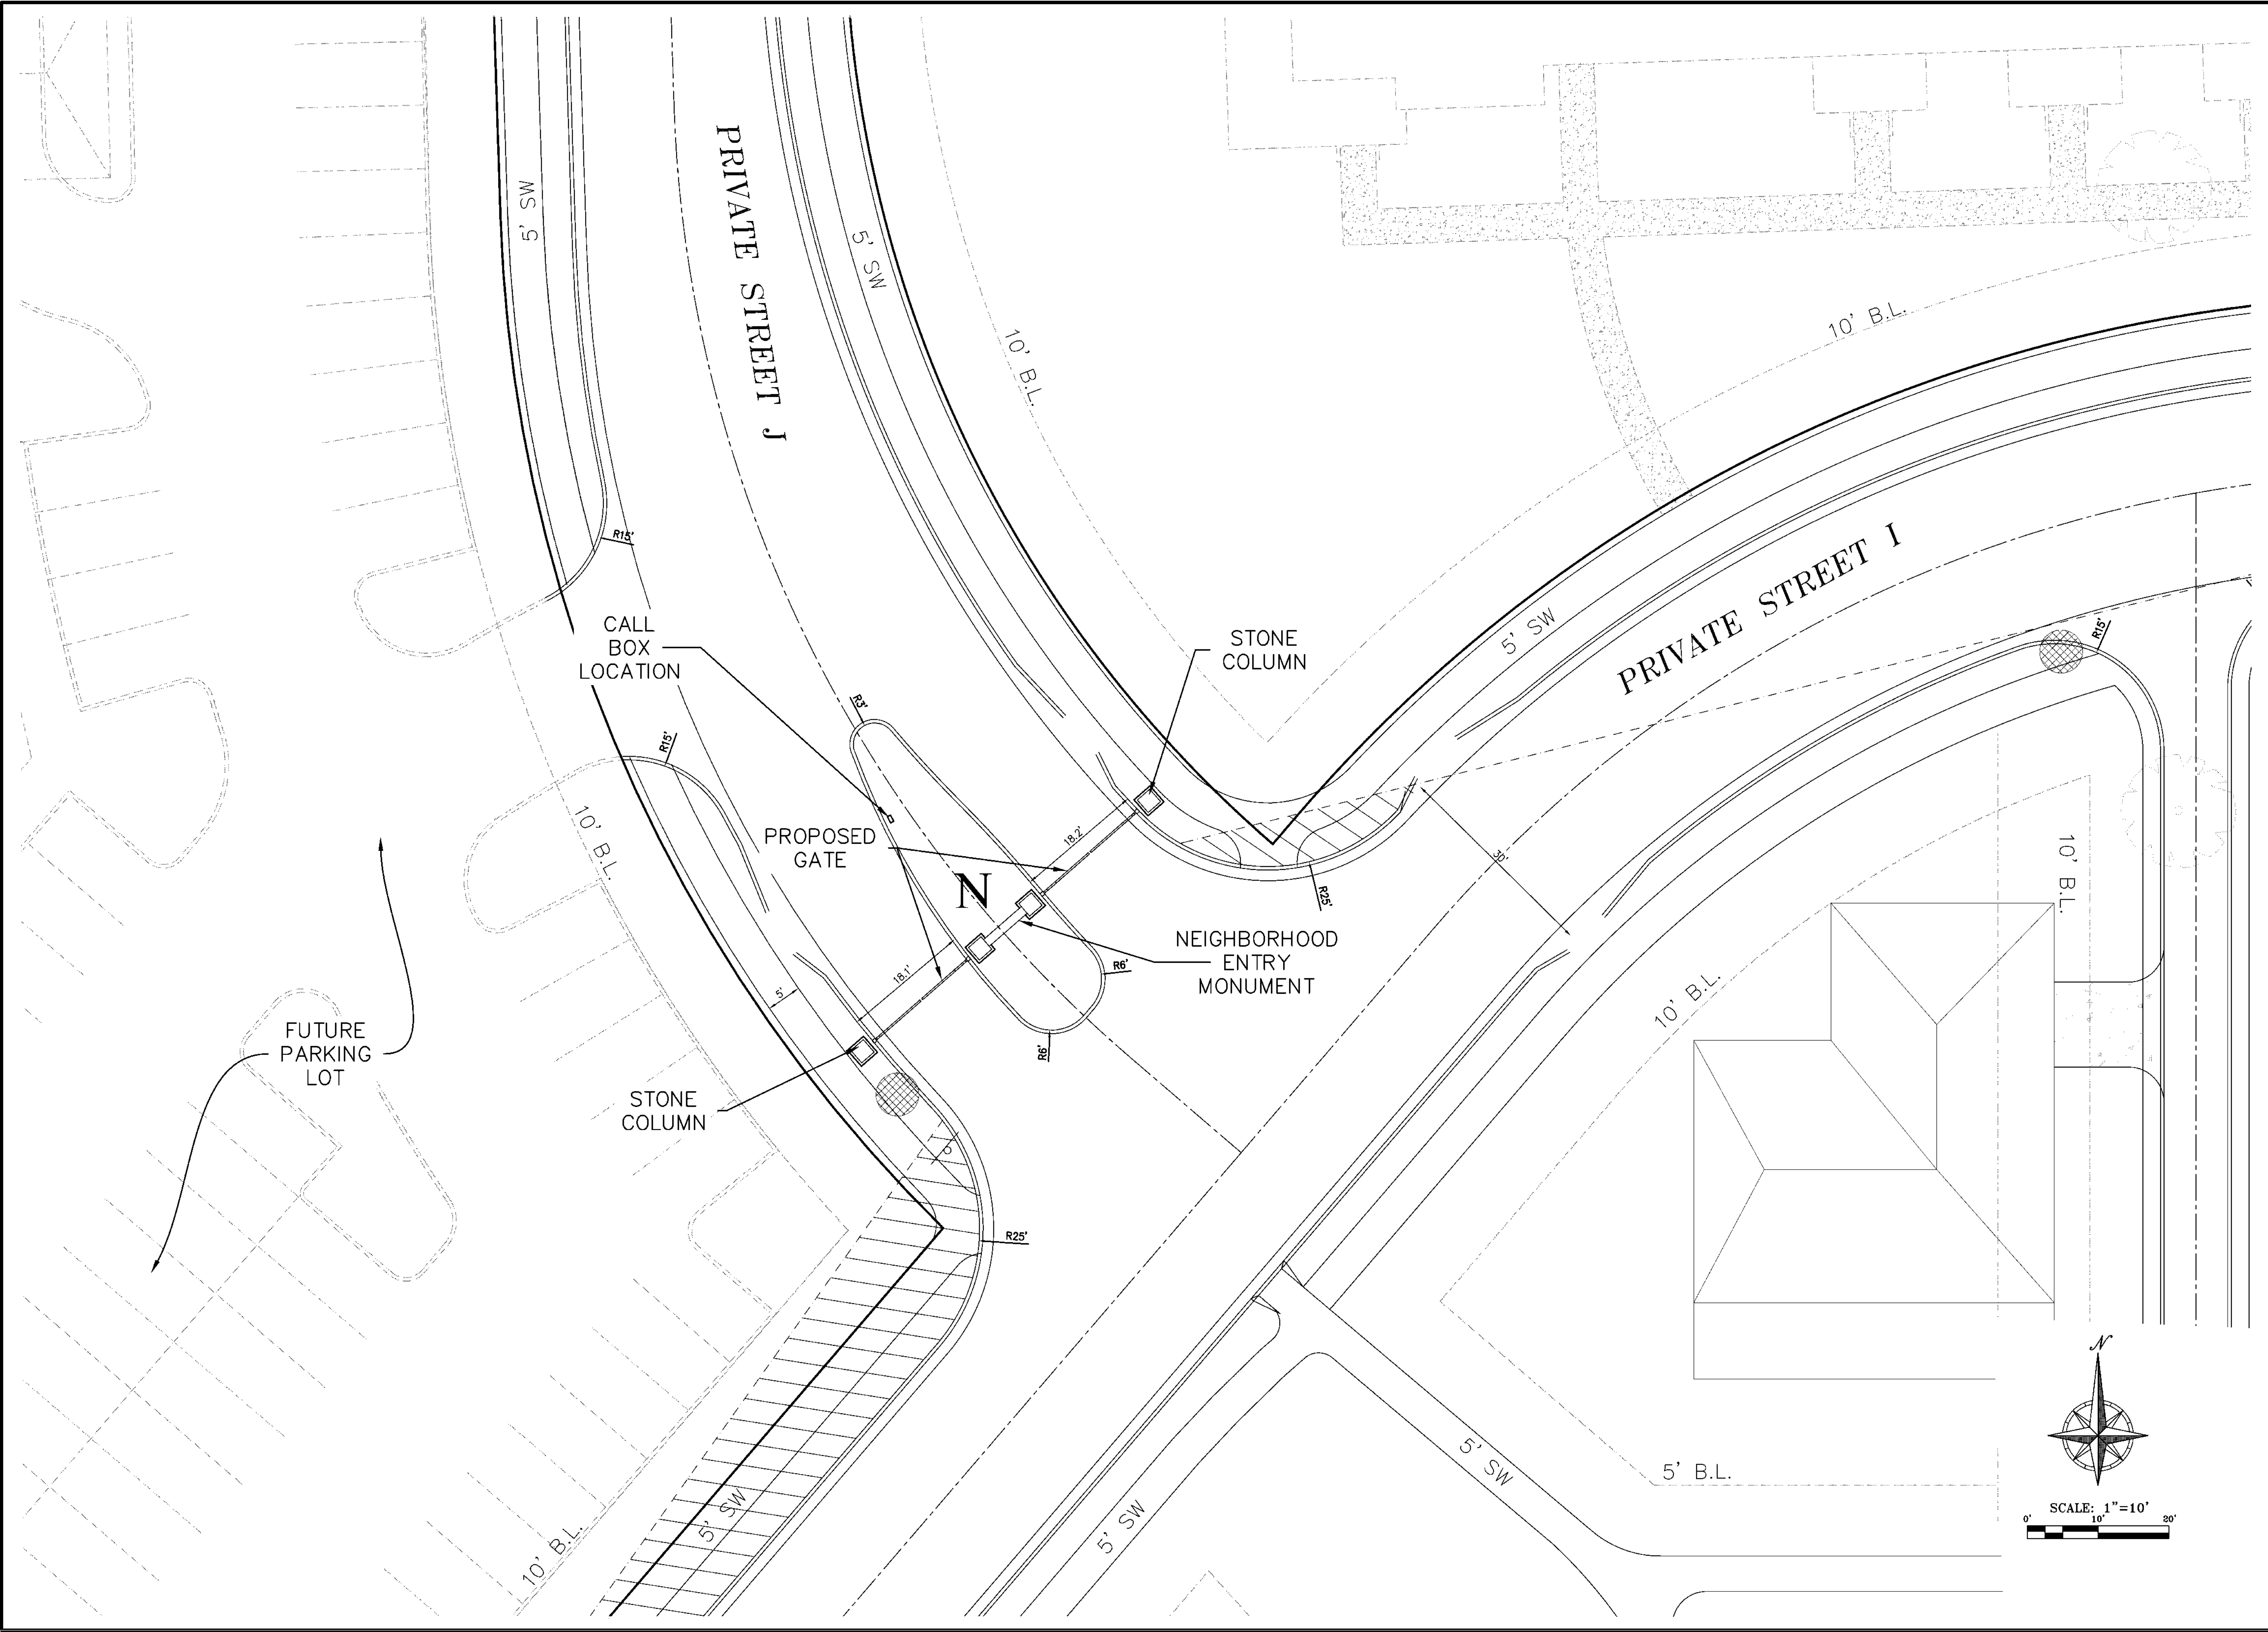 PRIVATE STREET J
5' SW
5' SW
10' B.L.
10' B.L.
PRIVATE STREET I
5' SW
R15'
CALL
BOX
LOCATION
STONE
COLUMN
R15'
R3'
R15'
10' B.L.
PROPOSED
GATE
18.2'
30'
N
R25'
10' B.L.
NEIGHBORHOOD
ENTRY
MONUMENT
R6'
18.1'
5'
10' B.L.
FUTURE
PARKING
LOT
R6'
STONE
COLUMN
R25'
N
5' SW
5' B.L.
5' SW
5' SW
10' B.L.
SCALE: 1"=10'
0' 10' 20'